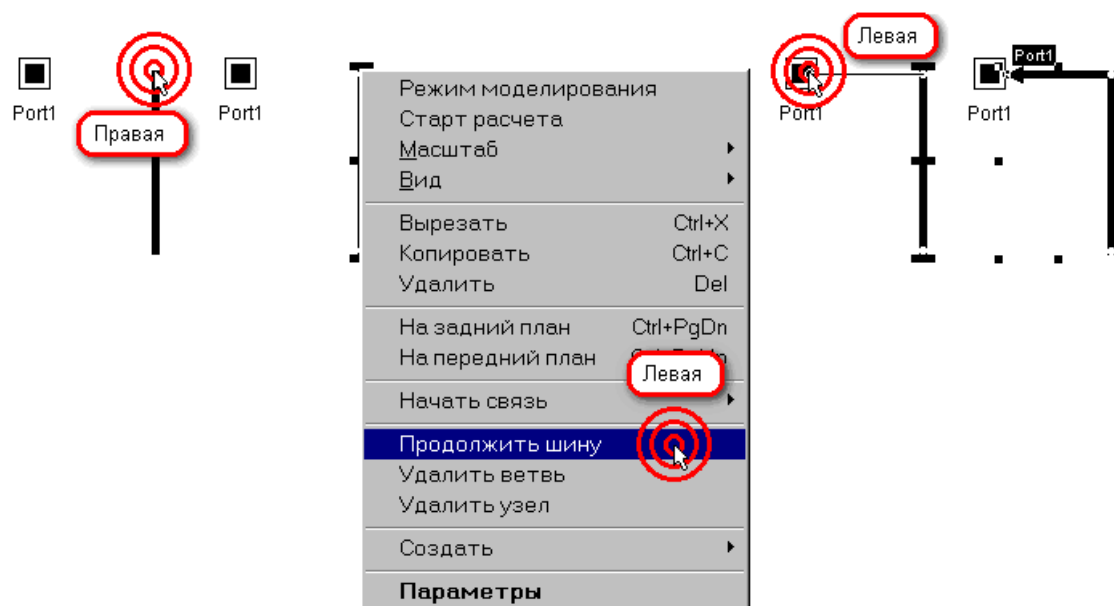 Левая
Port1
Port1
Port1
Port1
Port1
Правая
Режим моделирования
Старт расчета
Масштаб
Вид
Вырезать Ctrl+X
Копировать Ctrl+C
Удалить Del
На задний план Ctrl+PgDn
На передний план
Левая
Начать связь
Продолжить шину
Удалить ветвь
Удалить узел
Создать
Параметры